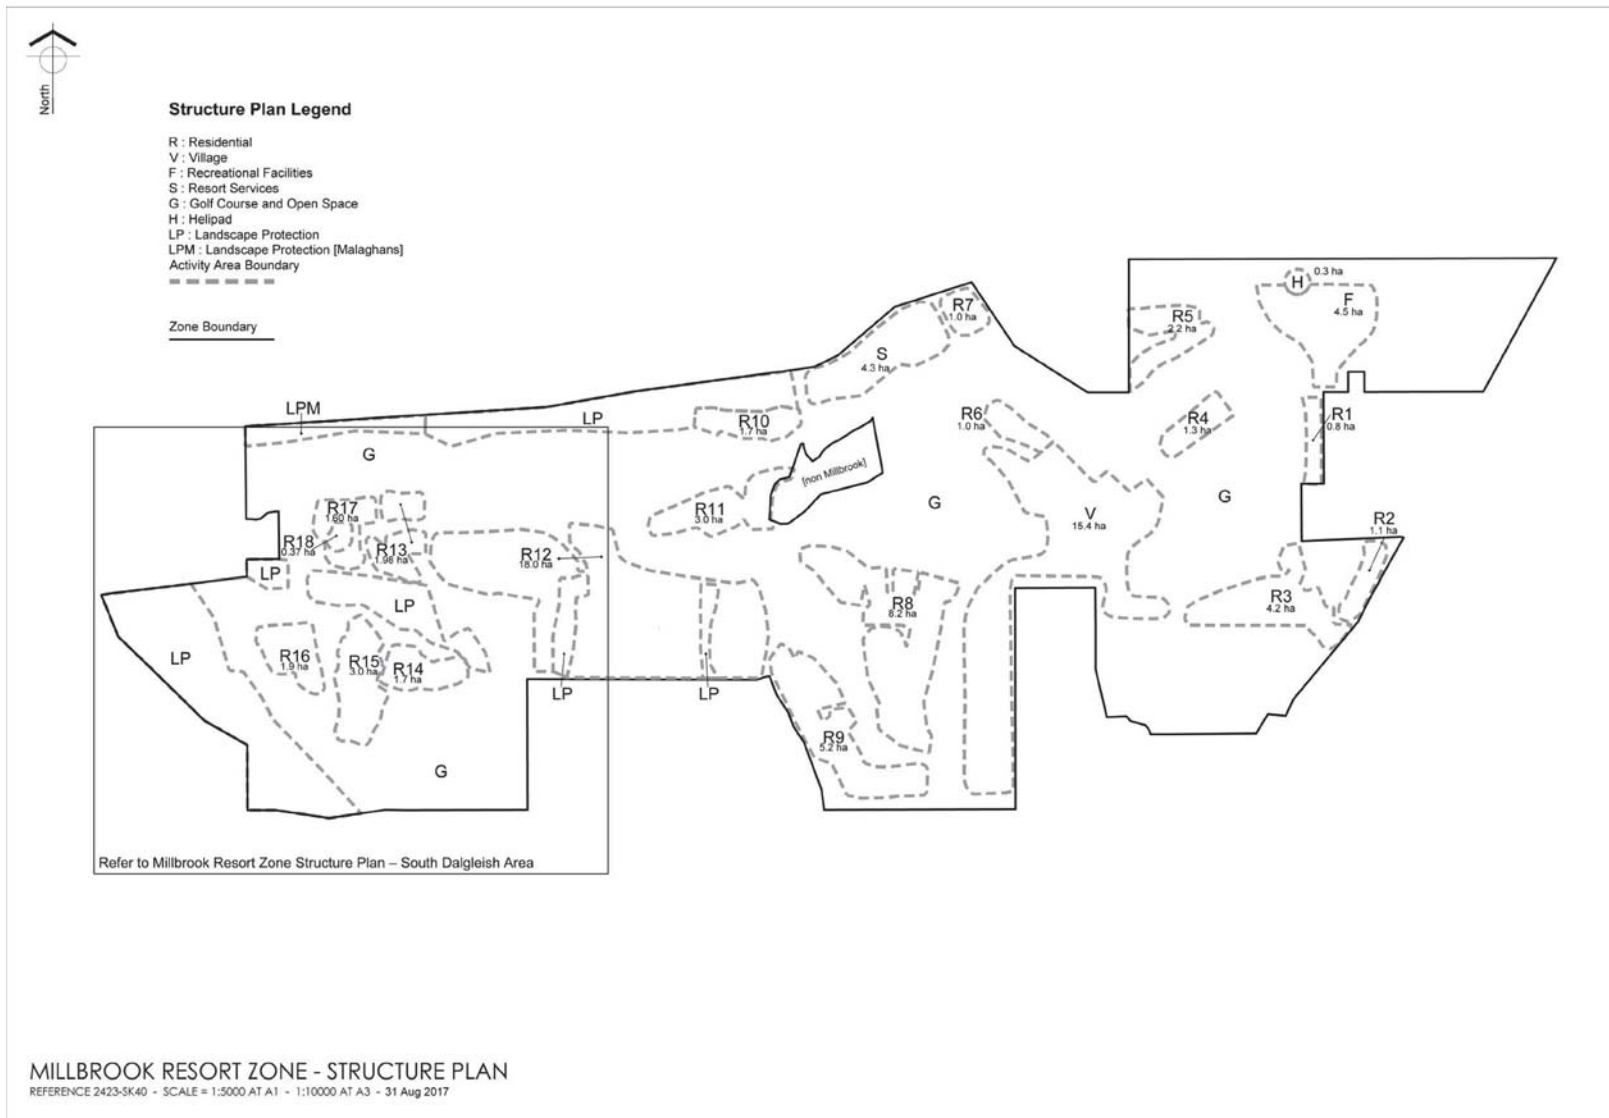 North
Structure Plan Legend
R : Residential
V : Village
F : Recreational Facilities
S : Resort Services
G : Golf Course and Open Space
H : Helipad
LP : Landscape Protection
LPM : Landscape Protection [Malaghans]
Activity Area Boundary
Zone Boundary
H
0.3 ha
F
4.5 ha
R7
1.0 ha
R5
2.2 ha
S
4.3 ha
LPM
LP
R10
1.7 ha
R6
1.0 ha
R4
1.3 ha
R1
0.8 ha
G
[non Millbrook]
G
G
R17
1.60 ha
R11
3.0 ha
V
15.4 ha
R2
1.1 ha
R18
0.37 ha
R13
1.98 ha
R12
18.0 ha
LP
LP
R8
8.2 ha
R3
4.2 ha
LP
R16
1.9 ha
R15
3.0 ha
R14
1.7 ha
LP
LP
R9
5.2 ha
G
Refer to Millbrook Resort Zone Structure Plan – South Dalgleish Area
MILLBROOK RESORT ZONE - STRUCTURE PLAN
REFERENCE 2423-SK40 - SCALE = 1:5000 AT A1 - 1:10000 AT A3 - 31 Aug 2017